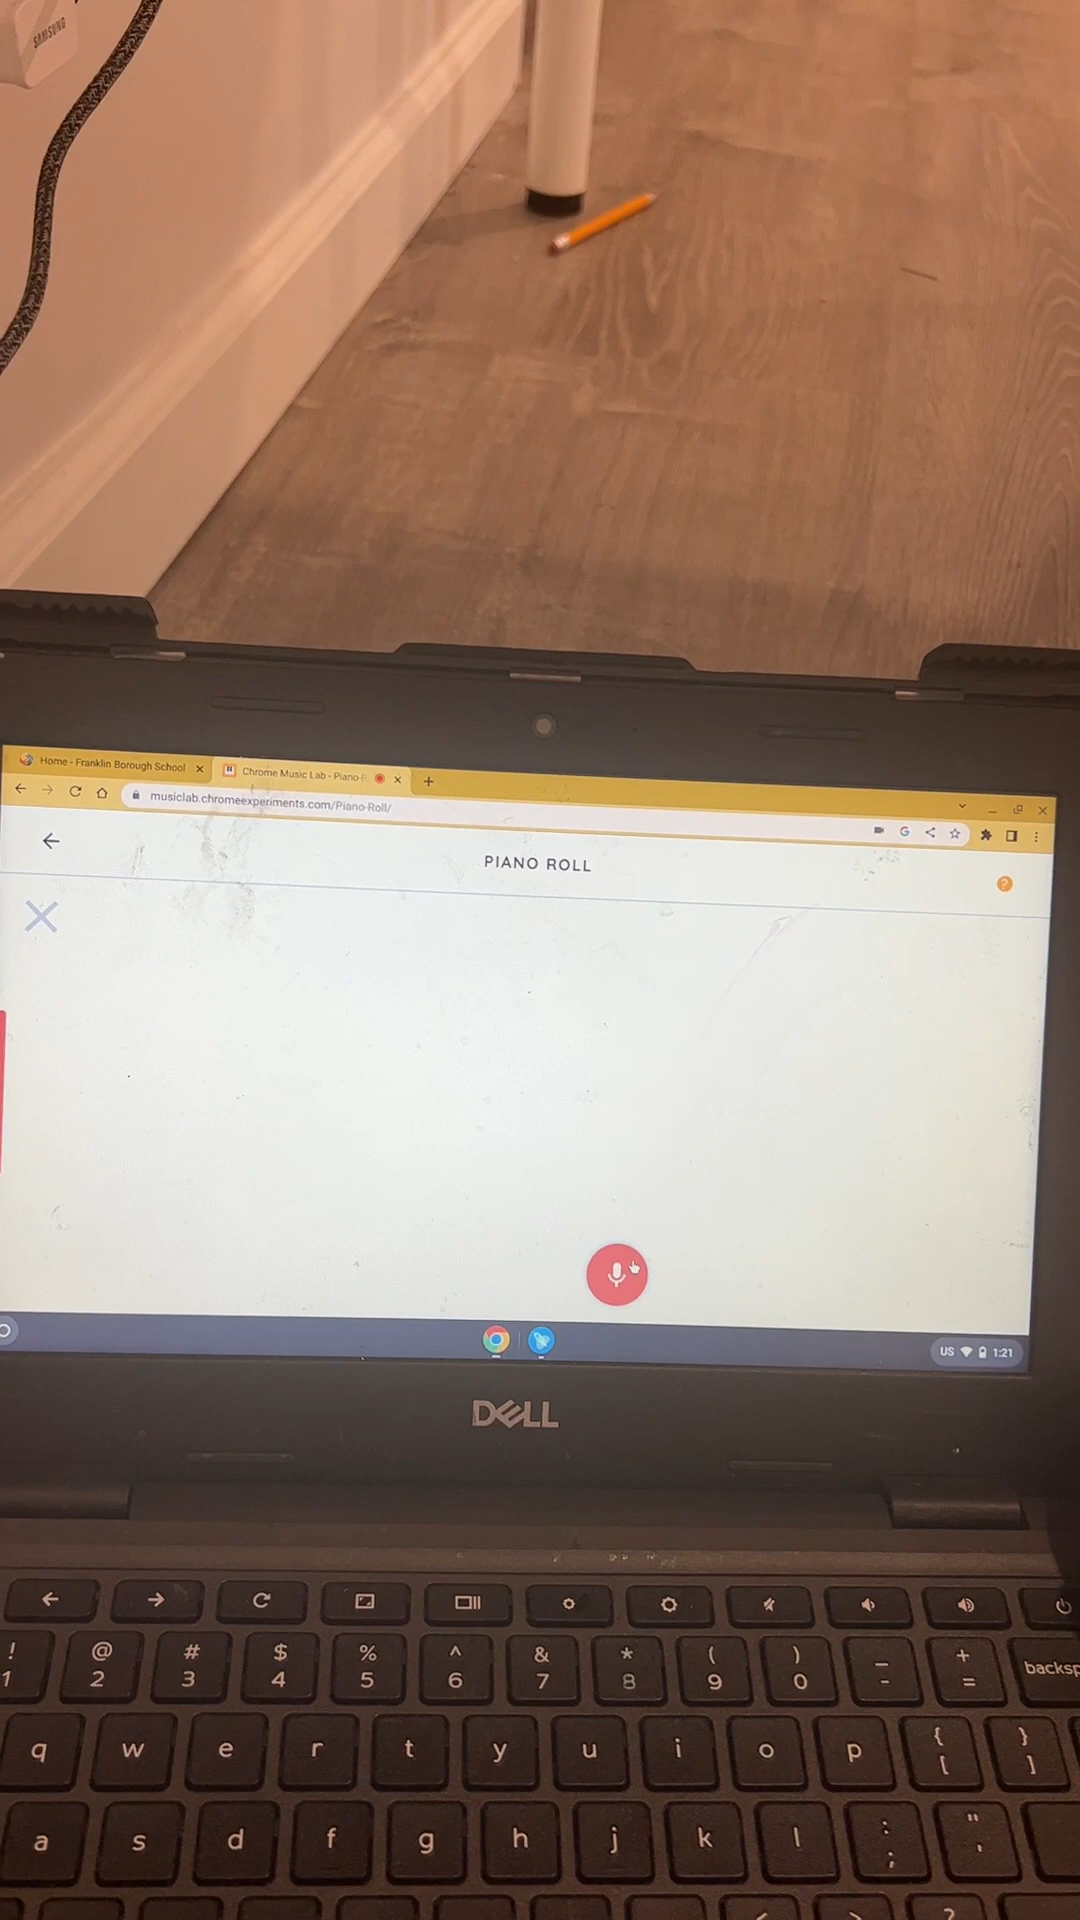 SAMSUNG
Home - Franklin Borough School
Chrome Music Lab - Piano-R
musiclab.chromeexperiments.com/Piano-Roll/
G
PIANO ROLL
?
US 1:21
DELL
! @ # $ % ^ & * ( ) _ +
1 2 3 4 5 6 7 8 9 0 - = backsp
q w e r t y u i o p { [ } ]
a s d f g h j k l : ; " '
< > ?